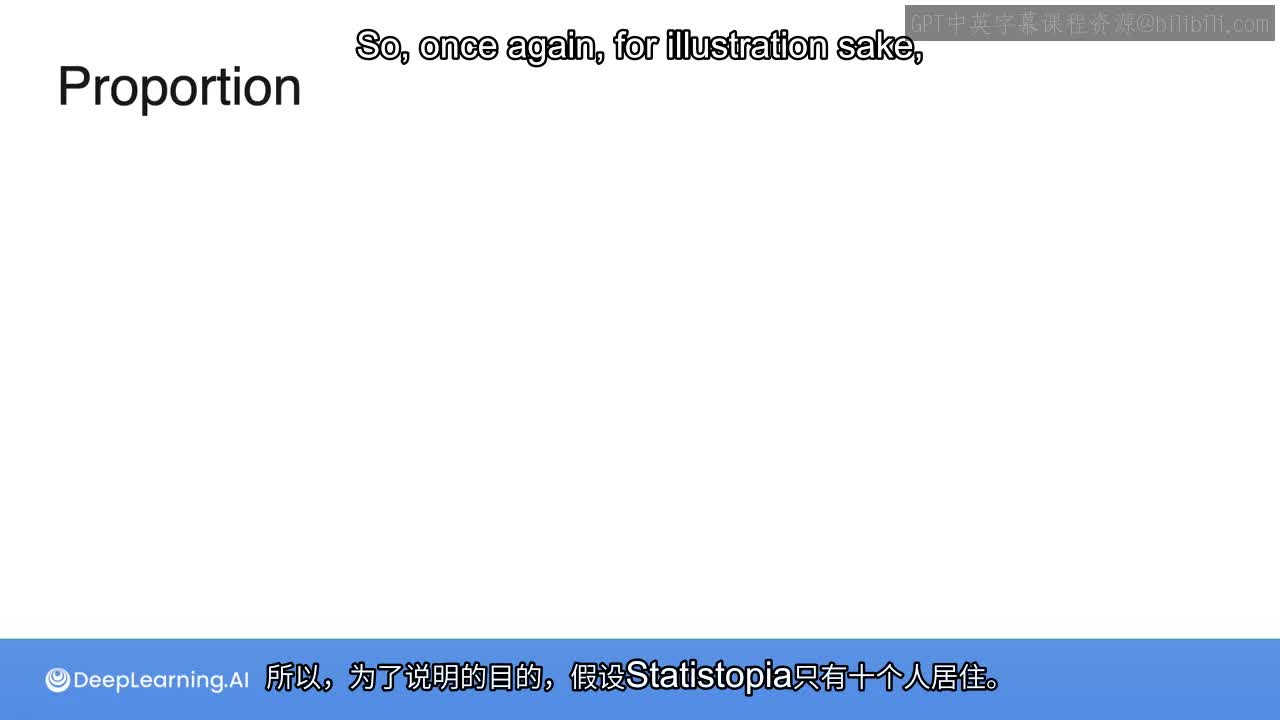 GPT中英字幕课程资源@bilibili.com
So, once again, for illustration sake,
Proportion
DeepLearning.AI
所以，为了说明的目的，假设Statistopia只有十个人居住。